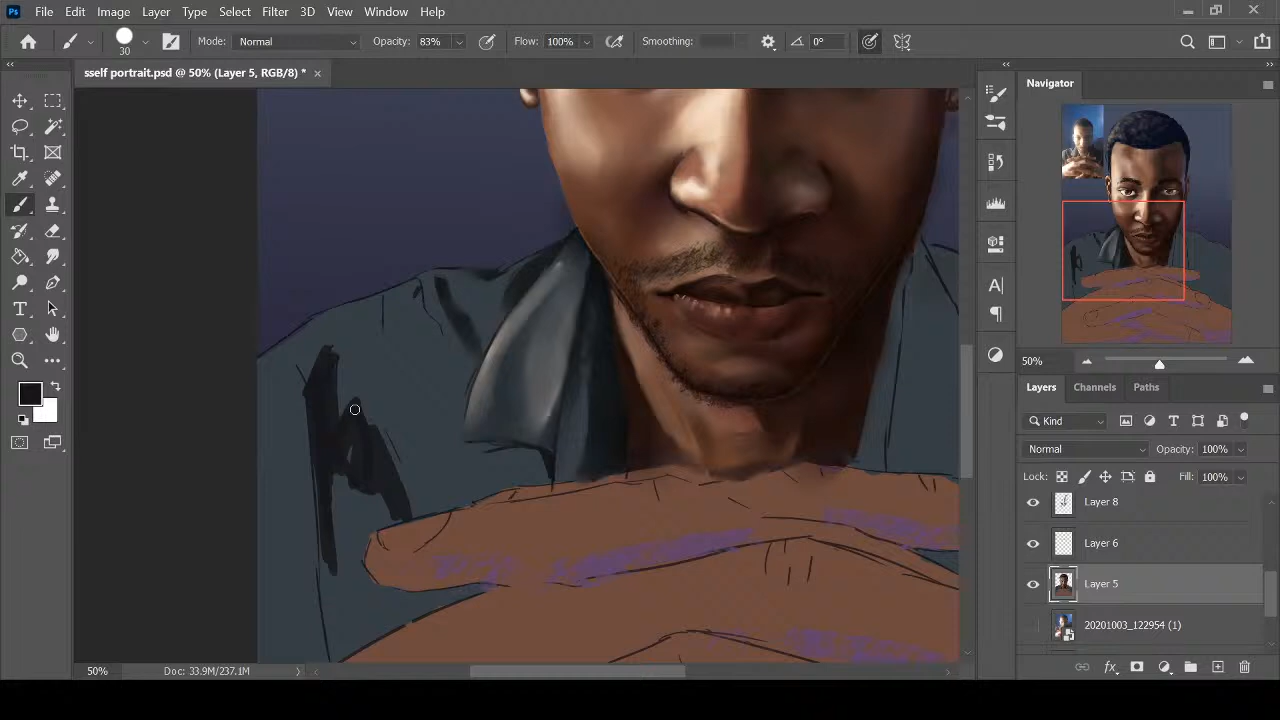 Ps File Edit Image Layer Type Select Filter 3D View Window Help
30 Mode: Normal Opacity: 83% Flow: 100% Smoothing: 0°
sself portrait.psd @ 50% (Layer 5, RGB/8) *
Navigator
50%
Layers Channels Paths
Kind
Normal Opacity: 100%
Lock: Fill: 100%
Layer 8
Layer 6
Layer 5
20201003_122954 (1)
fx
50% Doc: 33.9M/237.1M